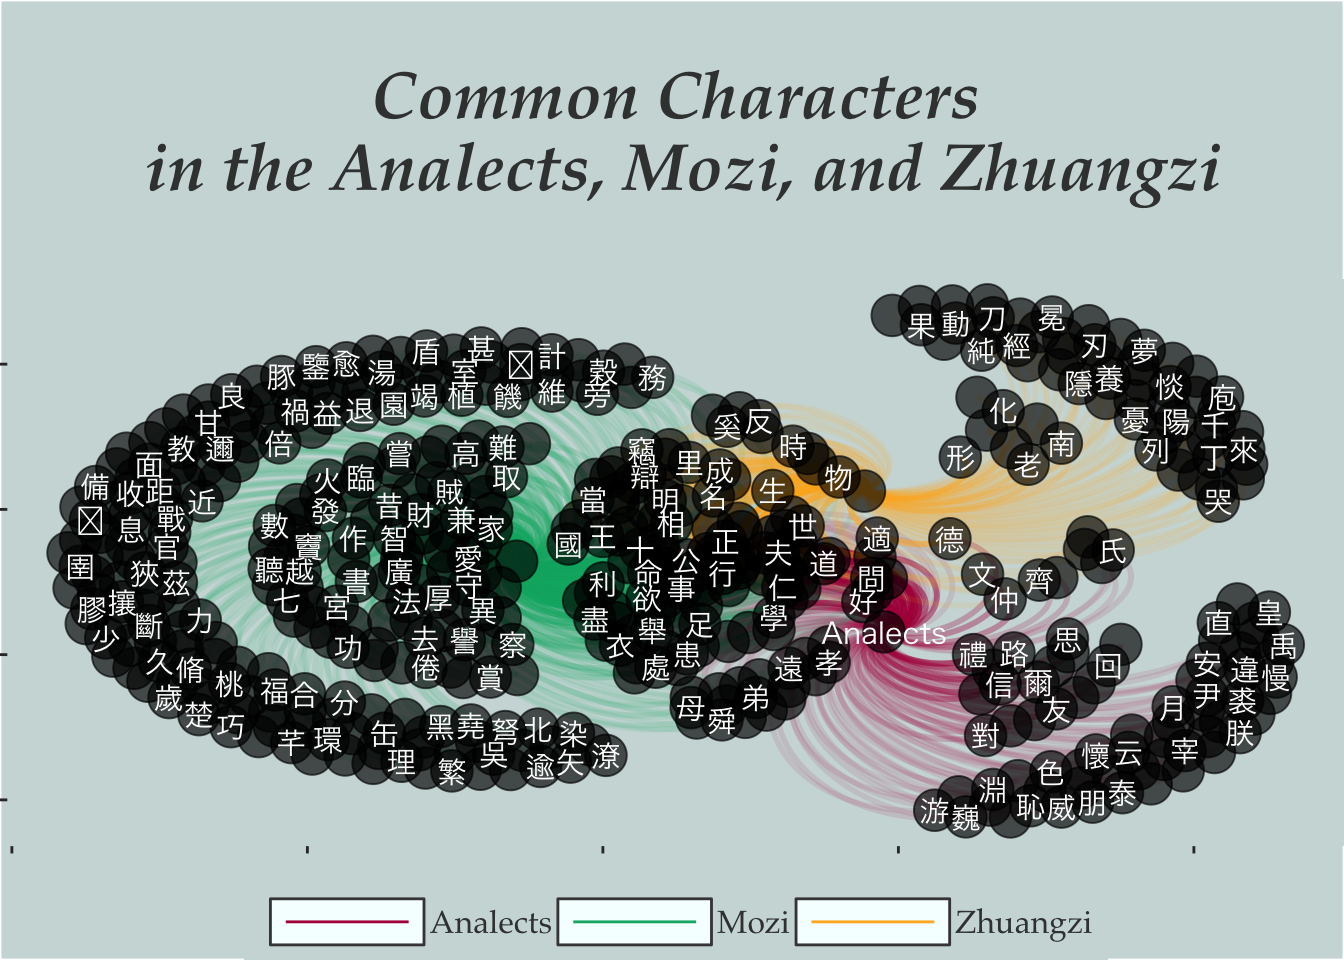 Common Characters
in the Analects, Mozi, and Zhuangzi
果 動 刀 冕
純 經 刃 夢
盾 甚 計
豚 鑒 愈 湯 室 穀 務
隱 養 惔 庖
良 禍 益 退 園 竭 植 饑 維 旁
化 憂 陽 千
甘 奚 反
教 邇 倍 嘗 高 難 竊 時 南 列 丁 來
面 火 臨 取 辯 里 成 物 形 老
備 收 距 近 昔 賊 當 明 名 生 哭
息 戰 數 發 財 兼 家 相 世
官 竇 作 智 國 王 十 正 夫 適 德 氏
圉 狹 茲 聽 越 書 廣 愛 守 利 命 公 行 道 問 文 齊
膠 攘 七 宮 法 厚 異 欲 事 仁 好 仲
少 斷 力 功 去 譽 察 盡 舉 足 學 Analects 思 直 皇
久 脩 倦 賞 衣 處 患 遠 孝 禮 路 回 安 違 禹
歲 桃 福 合 分 母 舜 弟 信 爾 友 尹 裘 慢
楚 巧 芊 環 缶 黑 堯 弩 北 染 對 月 朕
理 繁 吳 逾 矢 潦 淵 色 懷 云 宰
游 巍 恥 威 朋 泰
Analects Mozi Zhuangzi